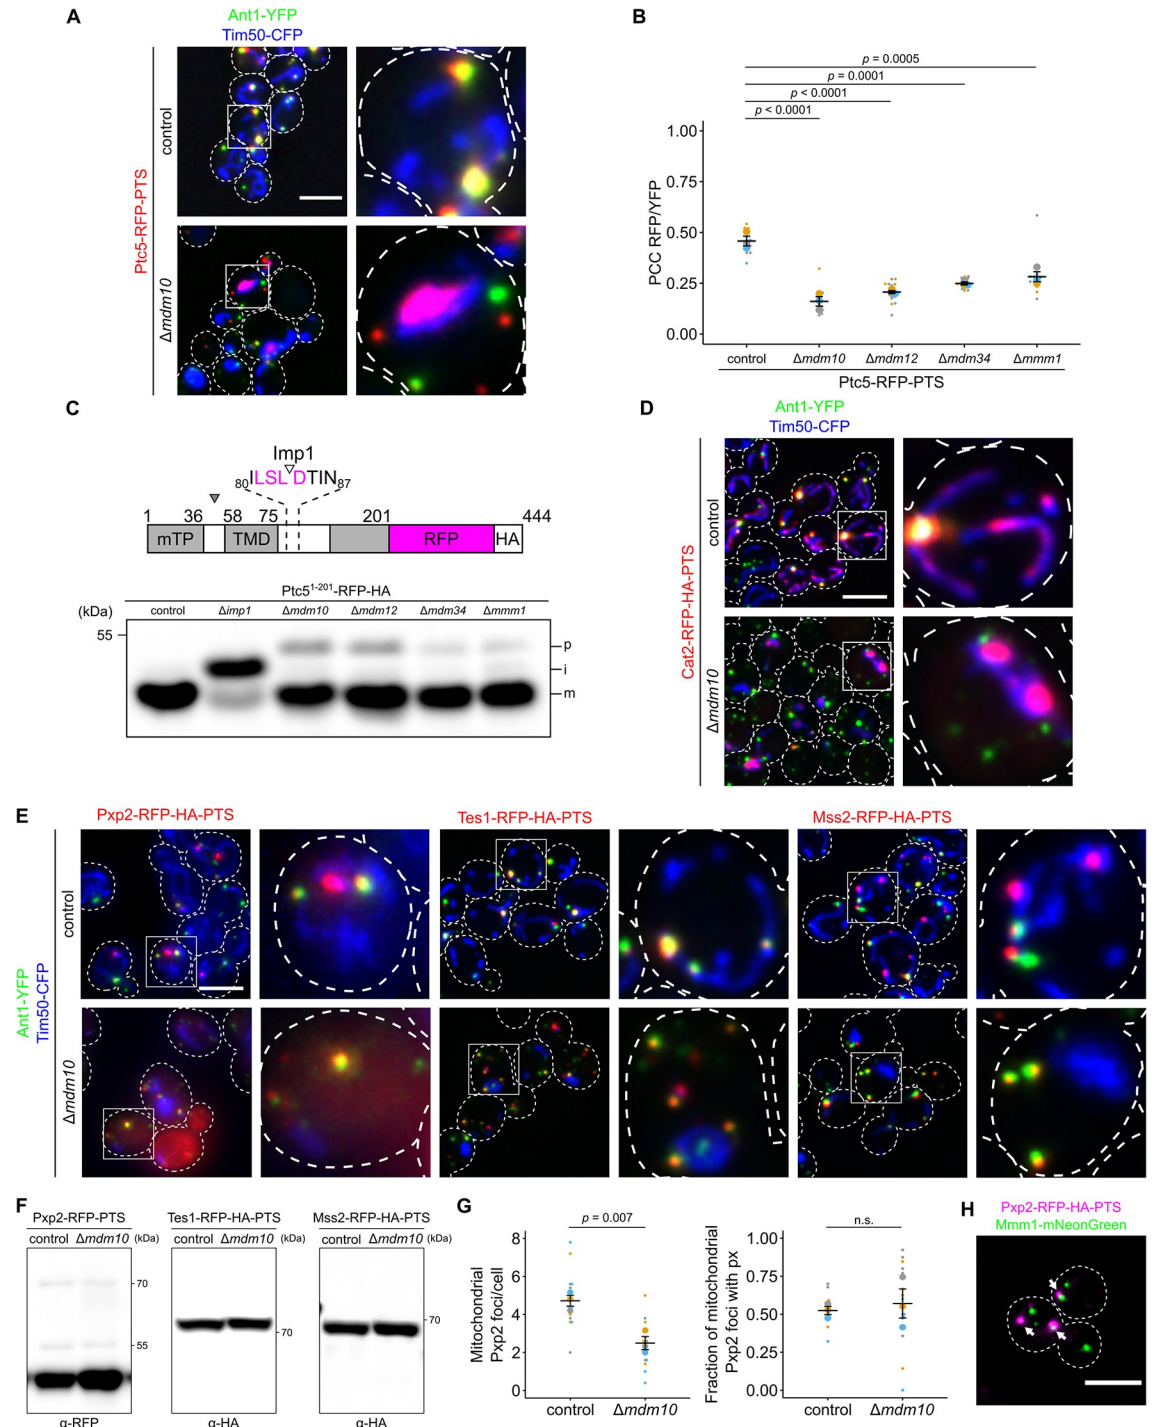 A
Ant1-YFP
Tim50-CFP
Ptc5-RFP-PTS
control
Δmdm10
B
p = 0.0005
p = 0.0001
p < 0.0001
p < 0.0001
PCC RFP/YFP
1.00
0.75
0.50
0.25
0.00
control Δmdm10 Δmdm12 Δmdm34 Δmmm1
Ptc5-RFP-PTS
C
Imp1
80ILSLDTIN87
1 36 58 75 201 444
mTP TMD RFP HA
Ptc51-201-RFP-HA
(kDa) control Δimp1 Δmdm10 Δmdm12 Δmdm34 Δmmm1
55
p
i
m
D
Ant1-YFP
Tim50-CFP
Cat2-RFP-HA-PTS
control
Δmdm10
E
Pxp2-RFP-HA-PTS Tes1-RFP-HA-PTS Mss2-RFP-HA-PTS
Ant1-YFP
Tim50-CFP
control
Δmdm10
F
Pxp2-RFP-PTS Tes1-RFP-HA-PTS Mss2-RFP-HA-PTS
control Δmdm10 (kDa) control Δmdm10 (kDa) control Δmdm10 (kDa)
70
55
70
70
α-RFP α-HA α-HA
G
p = 0.007
Mitochondrial
Pxp2 foci/cell
8
6
4
2
0
control Δmdm10
n.s.
Fraction of mitochondrial
Pxp2 foci with px
1.00
0.75
0.50
0.25
0.00
control Δmdm10
H
Pxp2-RFP-HA-PTS
Mmm1-mNeonGreen